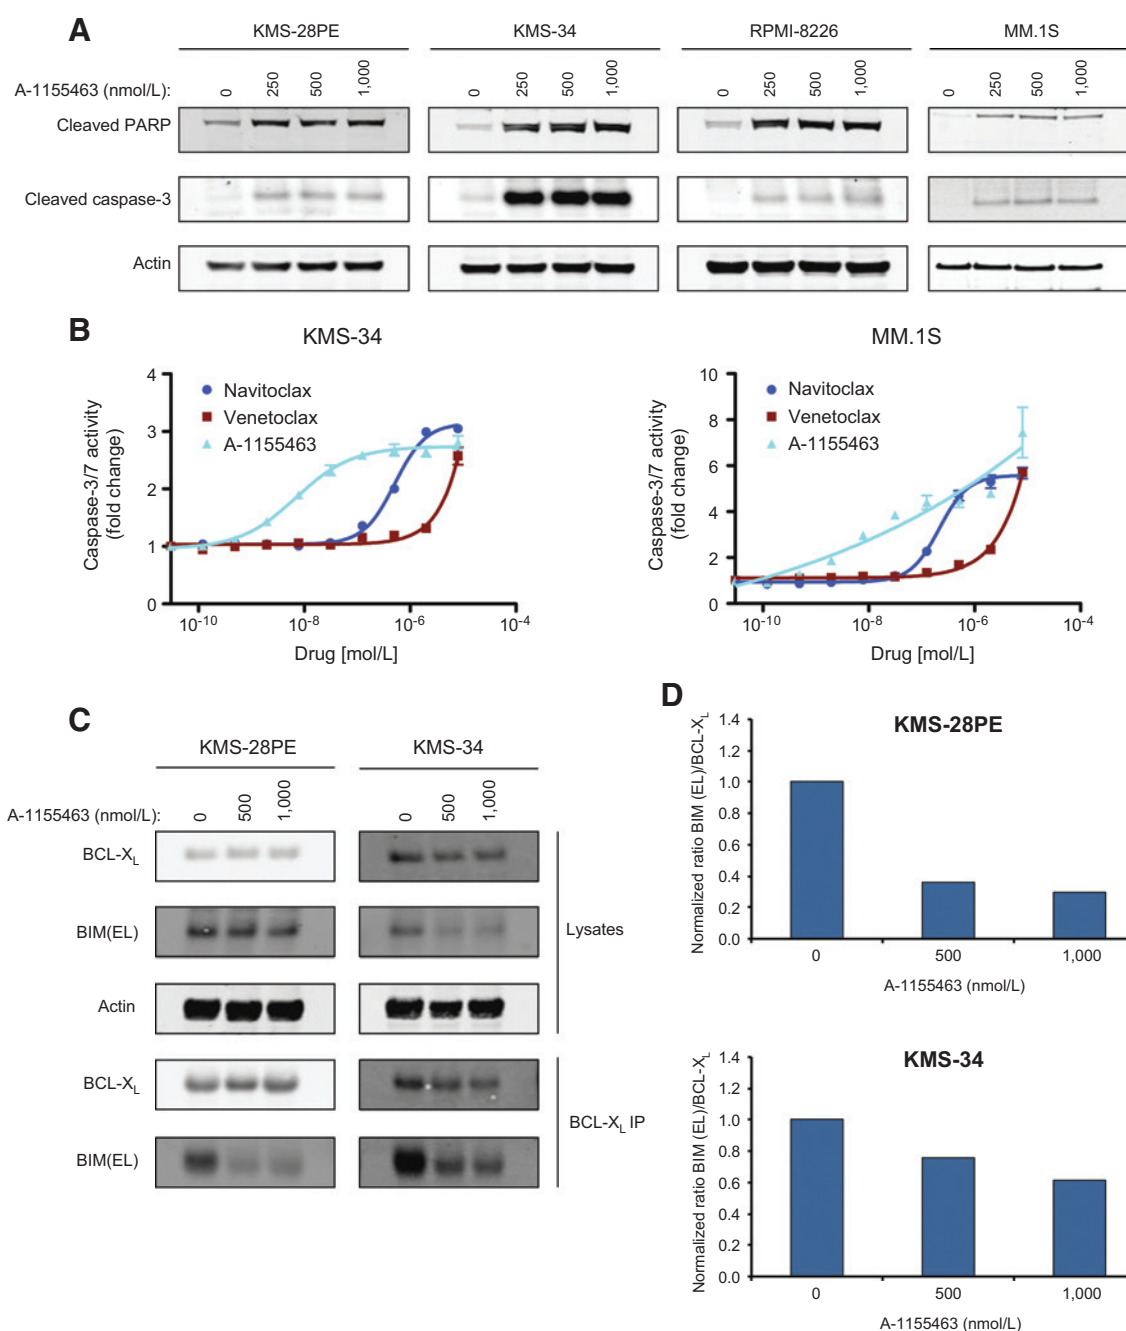 A
KMS-28PE KMS-34 RPMI-8226 MM.1S
A-1155463 (nmol/L): 0 250 500 1,000 0 250 500 1,000 0 250 500 1,000 0 250 500 1,000
Cleaved PARP
Cleaved caspase-3
Actin
B
KMS-34
Caspase-3/7 activity
(fold change)
4
3
2
1
0
Navitoclax
Venetoclax
A-1155463
10-10 10-8 10-6 10-4
Drug [mol/L]
MM.1S
Caspase-3/7 activity
(fold change)
10
8
6
4
2
0
Navitoclax
Venetoclax
A-1155463
10-10 10-8 10-6 10-4
Drug [mol/L]
C
KMS-28PE KMS-34
A-1155463 (nmol/L): 0 500 1,000 0 500 1,000
BCL-XL
BIM(EL)
Actin
Lysates
BCL-XL
BIM(EL)
BCL-XL IP
D
KMS-28PE
Normalized ratio BIM (EL)/BCL-XL
1.4
1.2
1.0
0.8
0.6
0.4
0.2
0.0
0 500 1,000
A-1155463 (nmol/L)
KMS-34
Normalized ratio BIM (EL)/BCL-XL
1.4
1.2
1.0
0.8
0.6
0.4
0.2
0.0
0 500 1,000
A-1155463 (nmol/L)